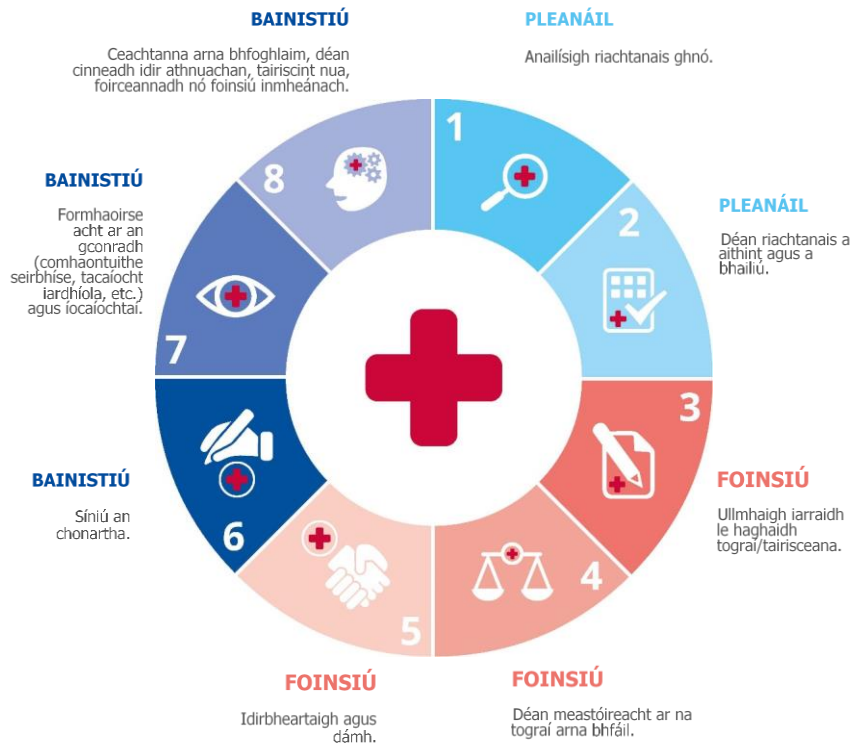 1
PLEANÁIL
Anailísigh riachtanais ghnó.
2
PLEANÁIL
Déan riachtanais a
aithint agus a
bhailiú.
3
FOINSIÚ
Ullmhaigh iarraidh
le haghaidh
tograí/tairisceana.
4
FOINSIÚ
Déan meastóireacht ar na
tograí arna bhfáil.
5
FOINSIÚ
Idirbheartaigh agus
dámh.
6
BAINISTIÚ
Síniú an
chonartha.
7
BAINISTIÚ
Formhaoirse
acht ar an
gconradh
(comhaontuithe
seirbhíse, tacaíocht
iardhíola, etc.)
agus íocaíochtaí.
8
BAINISTIÚ
Ceachtanna arna bhfoghlaim, déan
cinneadh idir athnuachan, tairiscint nua,
foirceannadh nó foinsiú inmheánach.